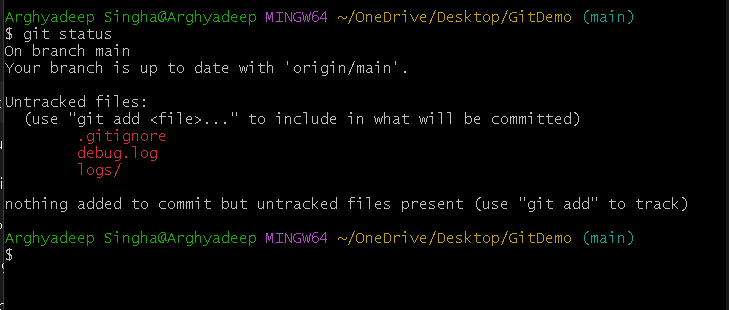 Arghyadeep Singha@Arghyadeep MINGW64 ~/OneDrive/Desktop/GitDemo (main)
$ git status
On branch main
Your branch is up to date with 'origin/main'.
Untracked files:
(use "git add <file>..." to include in what will be committed)
.gitignore
debug.log
logs/
nothing added to commit but untracked files present (use "git add" to track)
Arghyadeep Singha@Arghyadeep MINGW64 ~/OneDrive/Desktop/GitDemo (main)
$